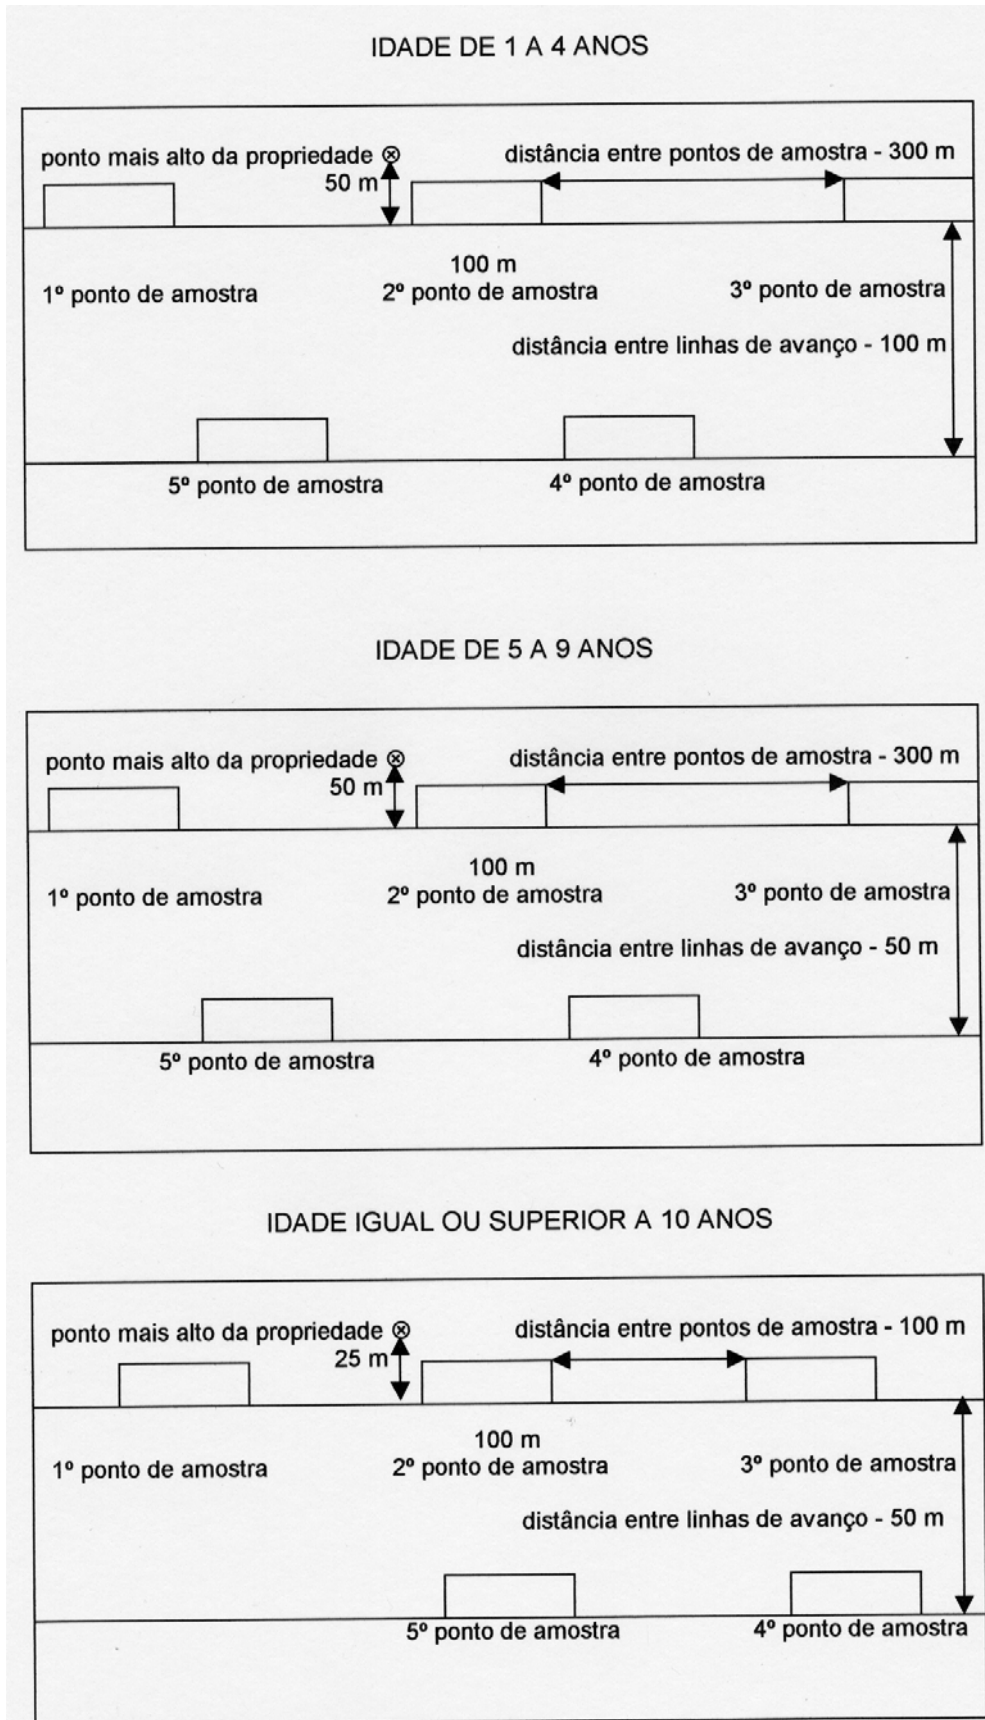 IDADE DE 1 A 4 ANOS
ponto mais alto da propriedade ⊗
distância entre pontos de amostra - 300 m
50 m
100 m
1º ponto de amostra
2º ponto de amostra
3º ponto de amostra
distância entre linhas de avanço - 100 m
5º ponto de amostra
4º ponto de amostra
IDADE DE 5 A 9 ANOS
ponto mais alto da propriedade ⊗
distância entre pontos de amostra - 300 m
50 m
100 m
1º ponto de amostra
2º ponto de amostra
3º ponto de amostra
distância entre linhas de avanço - 50 m
5º ponto de amostra
4º ponto de amostra
IDADE IGUAL OU SUPERIOR A 10 ANOS
ponto mais alto da propriedade ⊗
distância entre pontos de amostra - 100 m
25 m
100 m
1º ponto de amostra
2º ponto de amostra
3º ponto de amostra
distância entre linhas de avanço - 50 m
5º ponto de amostra
4º ponto de amostra